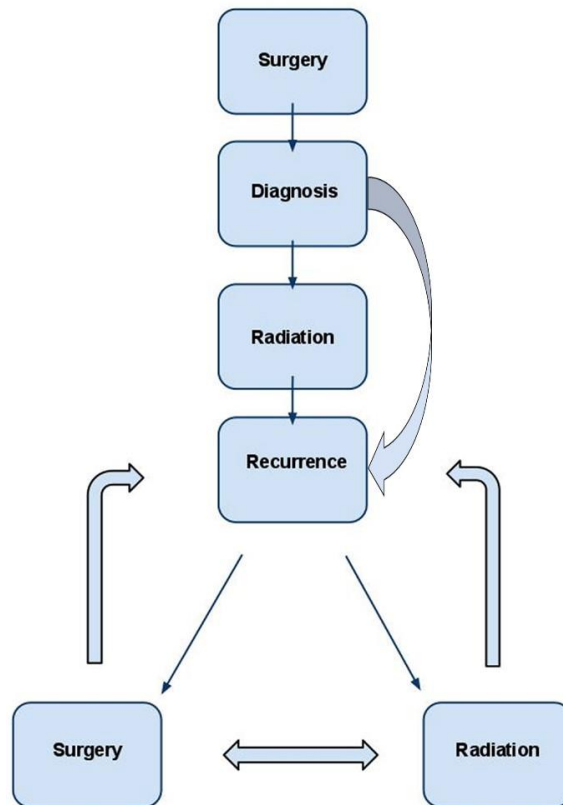 Surgery
Diagnosis
Radiation
Recurrence
Surgery
Radiation